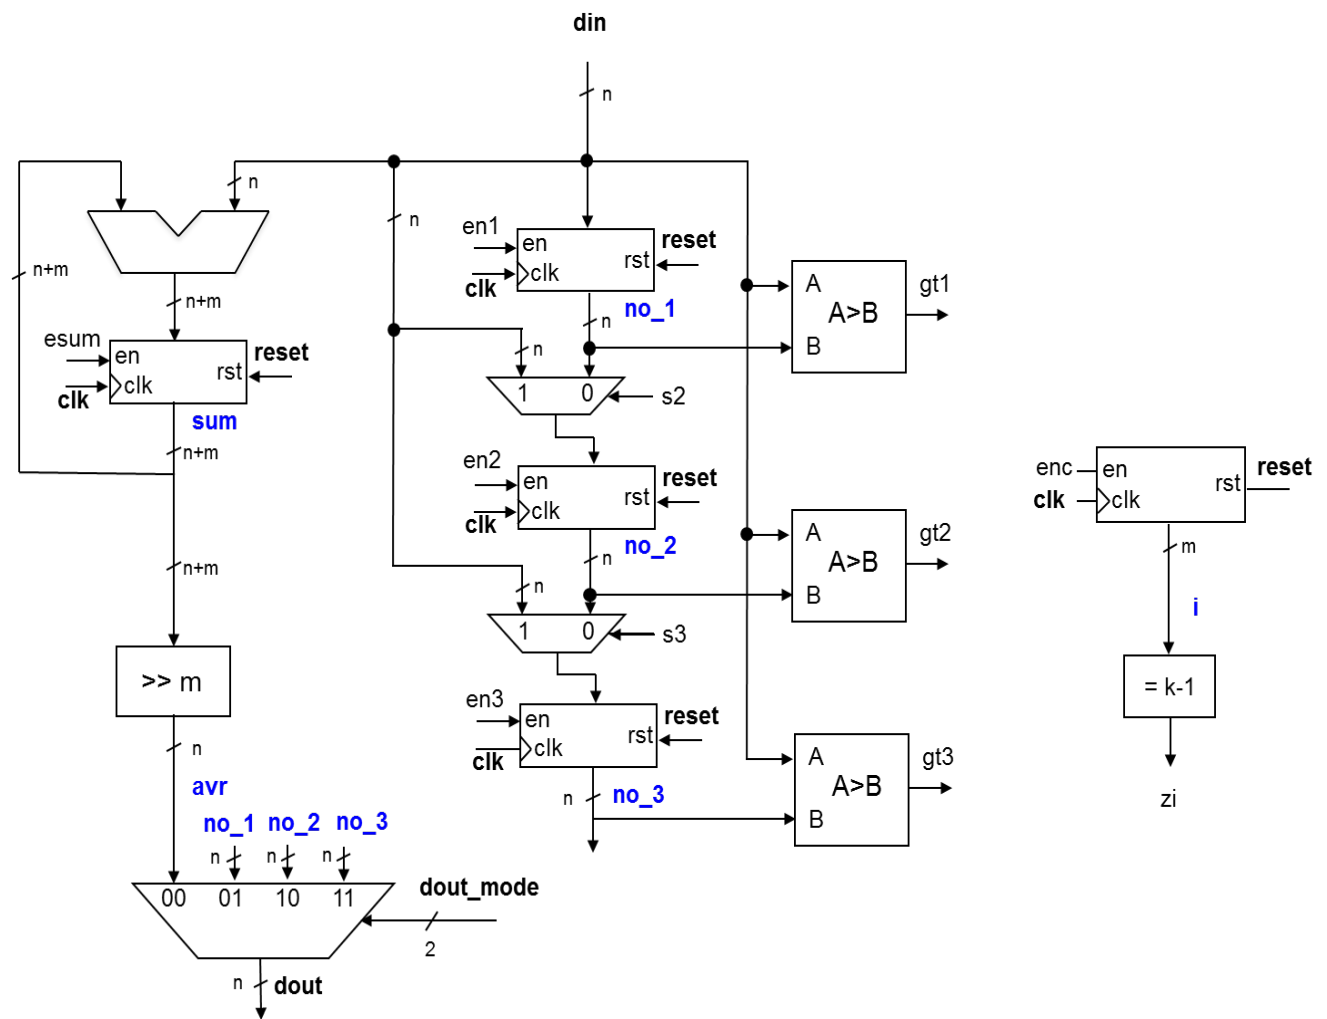 din
n
n
n
n+m
n+m
esum
en
clk
clk
rst
reset
sum
n+m
n+m
>> m
n
avr
no_1
no_2
no_3
n
n
n
00
01
10
11
dout_mode
2
n
dout
en1
en
clk
clk
rst
reset
no_1
n
n
1
0
s2
en2
en
clk
clk
rst
reset
no_2
n
n
1
0
s3
en3
en
clk
clk
rst
reset
n
no_3
A
A>B
B
gt1
A
A>B
B
gt2
A
A>B
B
gt3
enc
en
clk
clk
rst
reset
m
i
= k-1
zi